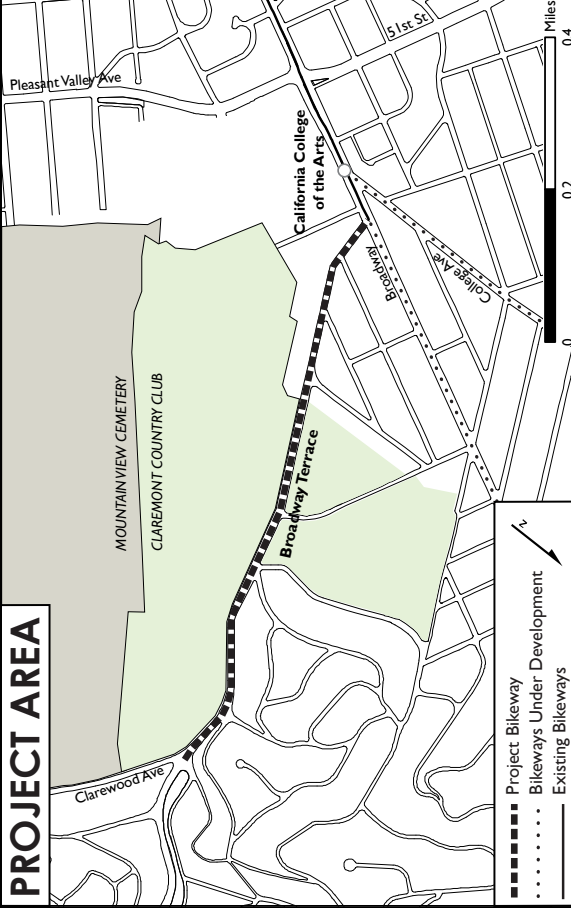 PROJECT AREA
MOUNTAIN VIEW CEMETERY
CLAREMONT COUNTRY CLUB
Clarewood Ave
Broadway Terrace
California College
of the Arts
Pleasant Valley Ave
51st St
Broadway
College Ave
Project Bikeway
Bikeways Under Development
Existing Bikeways
N
0
0.2
0.4
Miles